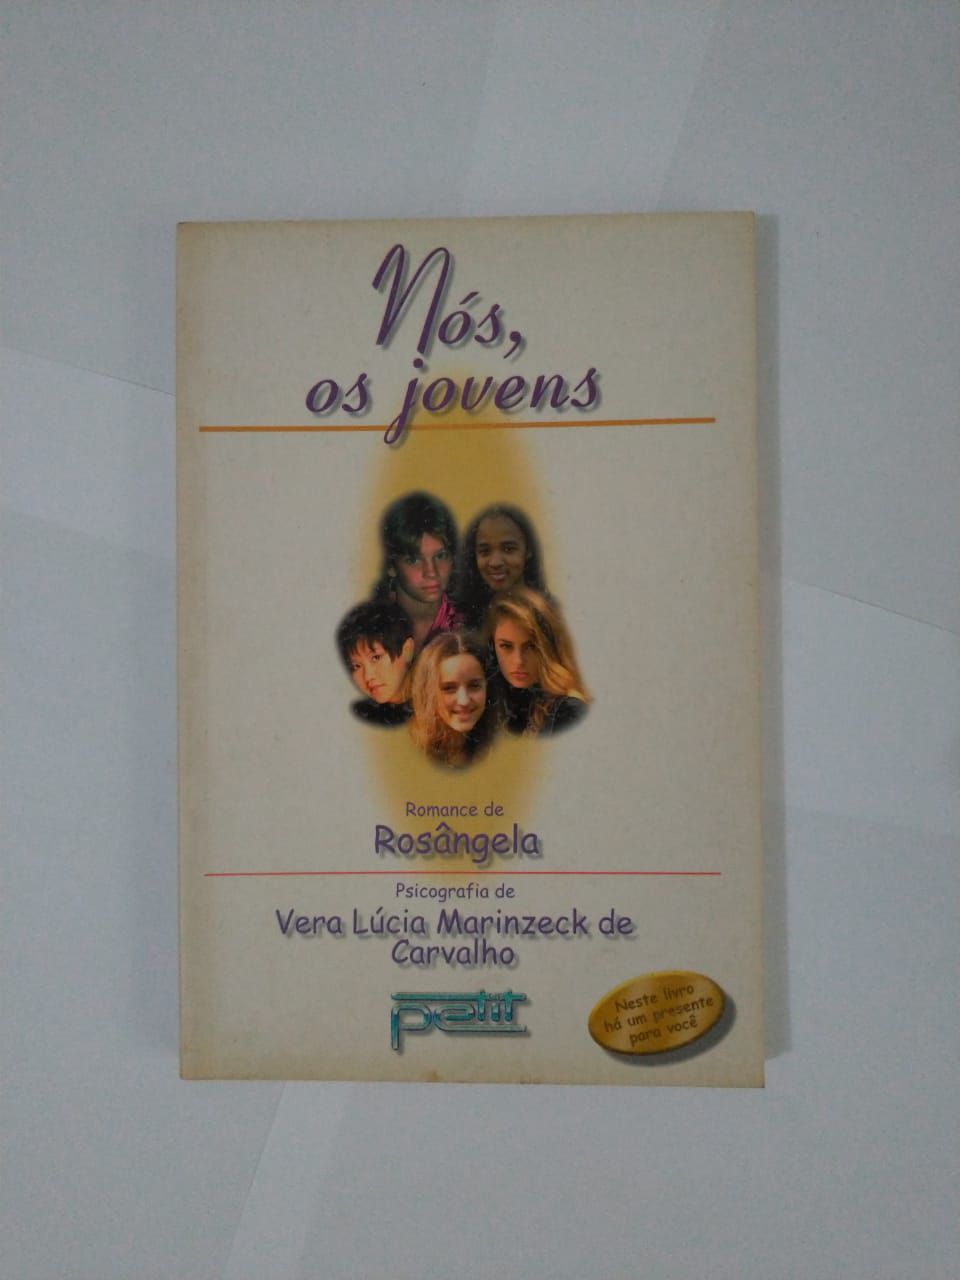 Nós,
os jovens
Romance de
Rosângela
Psicografia de
Vera Lúcia Marinzeck de
Carvalho
petit
Neste livro
há um presente
para você